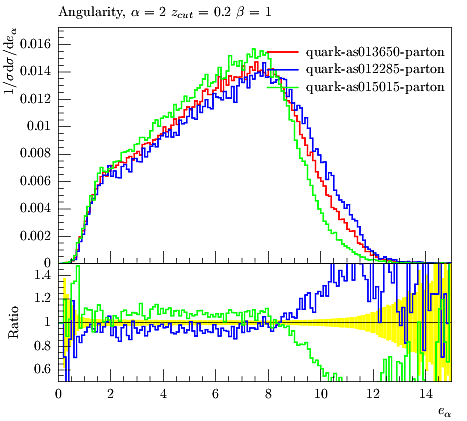 Angularity, α = 2 z_cut = 0.2 β = 1
1/σ dσ/de_α
quark-as013650-parton
quark-as012285-parton
quark-as015015-parton
0.016
0.014
0.012
0.01
0.008
0.006
0.004
0.002
0
Ratio
1.4
1.2
1
0.8
0.6
0 2 4 6 8 10 12 14
e_α